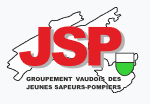 JSP
GROUPEMENT VAUDOIS DES
JEUNES SAPEURS-POMPIERS